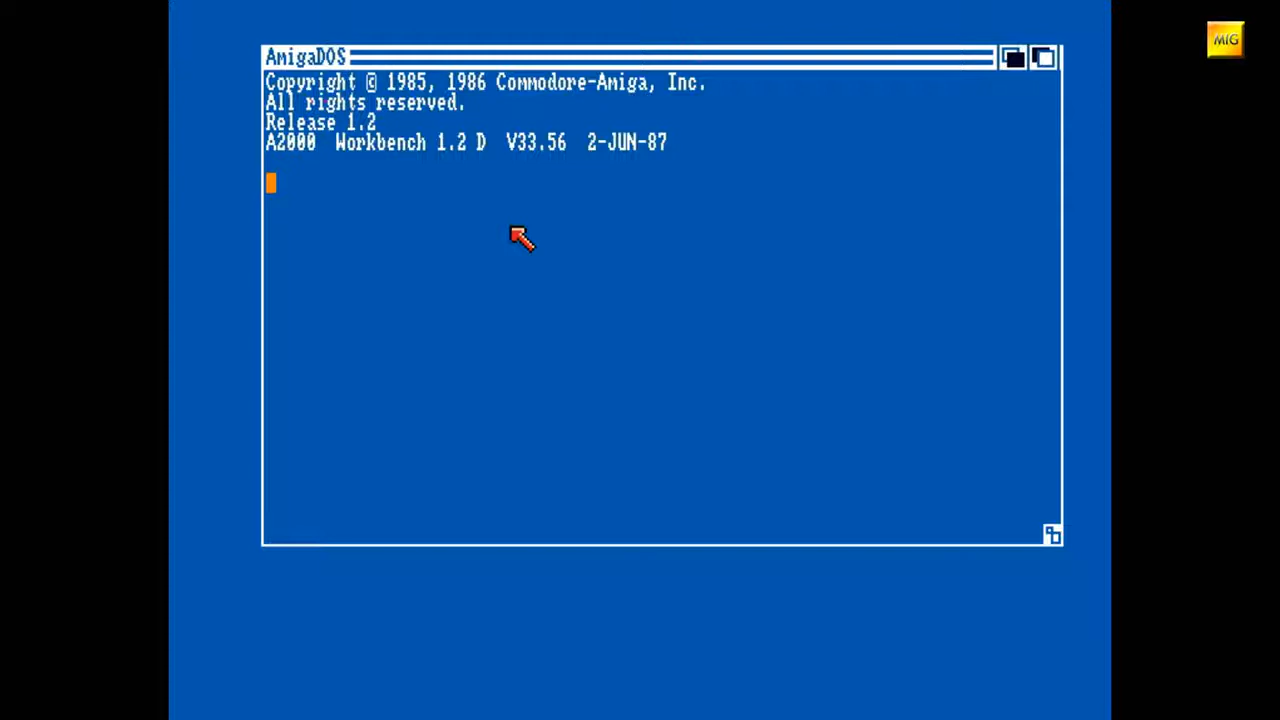 MIG
AmigaDOS
Copyright © 1985, 1986 Commodore-Amiga, Inc.
All rights reserved.
Release 1.2
A2000  Workbench 1.2 D  V33.56  2-JUN-87